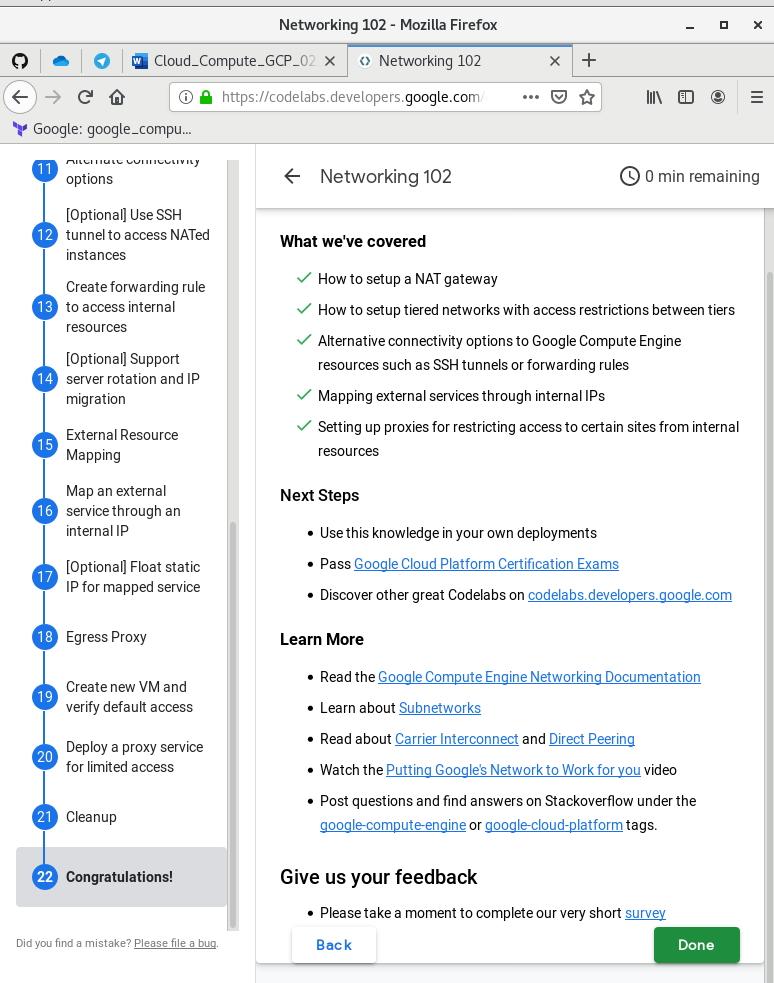 Networking 102 - Mozilla Firefox
Cloud_Compute_GCP_02
Networking 102
https://codelabs.developers.google.com/
Google: google_compu...
11 Alternate connectivity
options
12 [Optional] Use SSH
tunnel to access NATed
instances
13 Create forwarding rule
to access internal
resources
14 [Optional] Support
server rotation and IP
migration
15 External Resource
Mapping
16 Map an external
service through an
internal IP
17 [Optional] Float static
IP for mapped service
18 Egress Proxy
19 Create new VM and
verify default access
20 Deploy a proxy service
for limited access
21 Cleanup
22 Congratulations!
Did you find a mistake? Please file a bug.
Networking 102
0 min remaining
What we've covered
How to setup a NAT gateway
How to setup tiered networks with access restrictions between tiers
Alternative connectivity options to Google Compute Engine
resources such as SSH tunnels or forwarding rules
Mapping external services through internal IPs
Setting up proxies for restricting access to certain sites from internal
resources
Next Steps
• Use this knowledge in your own deployments
• Pass Google Cloud Platform Certification Exams
• Discover other great Codelabs on codelabs.developers.google.com
Learn More
• Read the Google Compute Engine Networking Documentation
• Learn about Subnetworks
• Read about Carrier Interconnect and Direct Peering
• Watch the Putting Google's Network to Work for you video
• Post questions and find answers on Stackoverflow under the
google-compute-engine or google-cloud-platform tags.
Give us your feedback
• Please take a moment to complete our very short survey
Back
Done